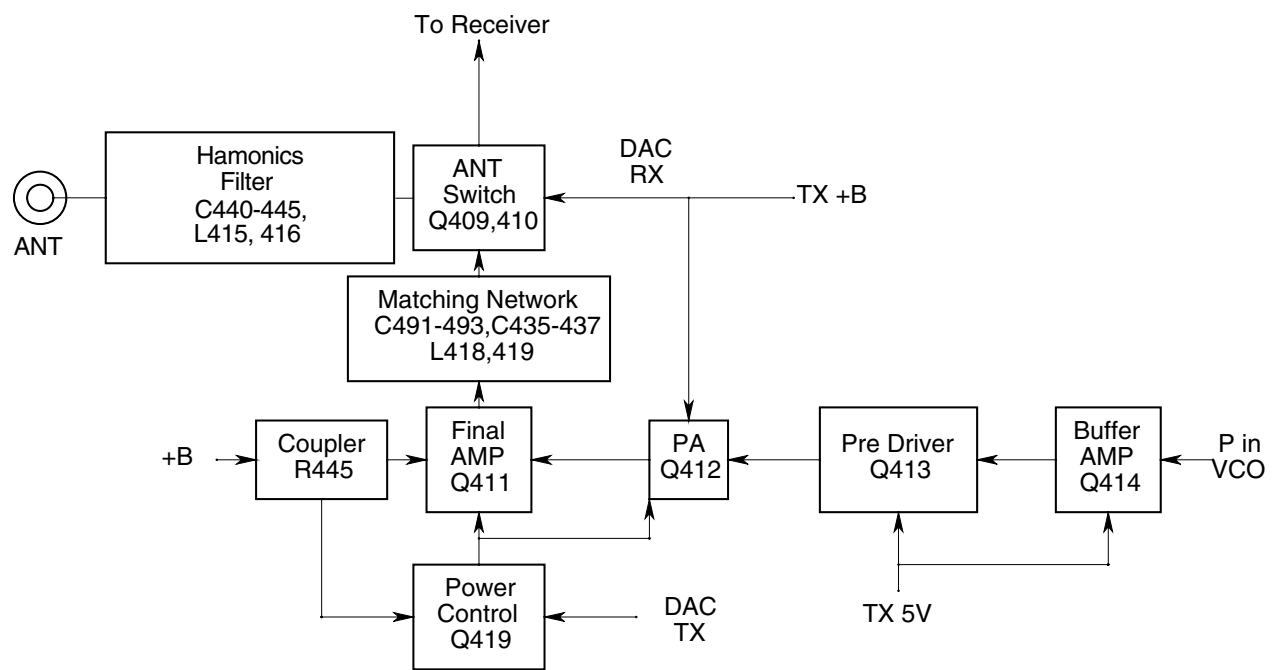 To Receiver
Hamonics
Filter
C440-445,
L415, 416
ANT
ANT
Switch
Q409,410
DAC
RX
TX +B
Matching Network
C491-493,C435-437
L418,419
+B
Coupler
R445
Final
AMP
Q411
PA
Q412
Pre Driver
Q413
Buffer
AMP
Q414
P in
VCO
Power
Control
Q419
DAC
TX
TX 5V